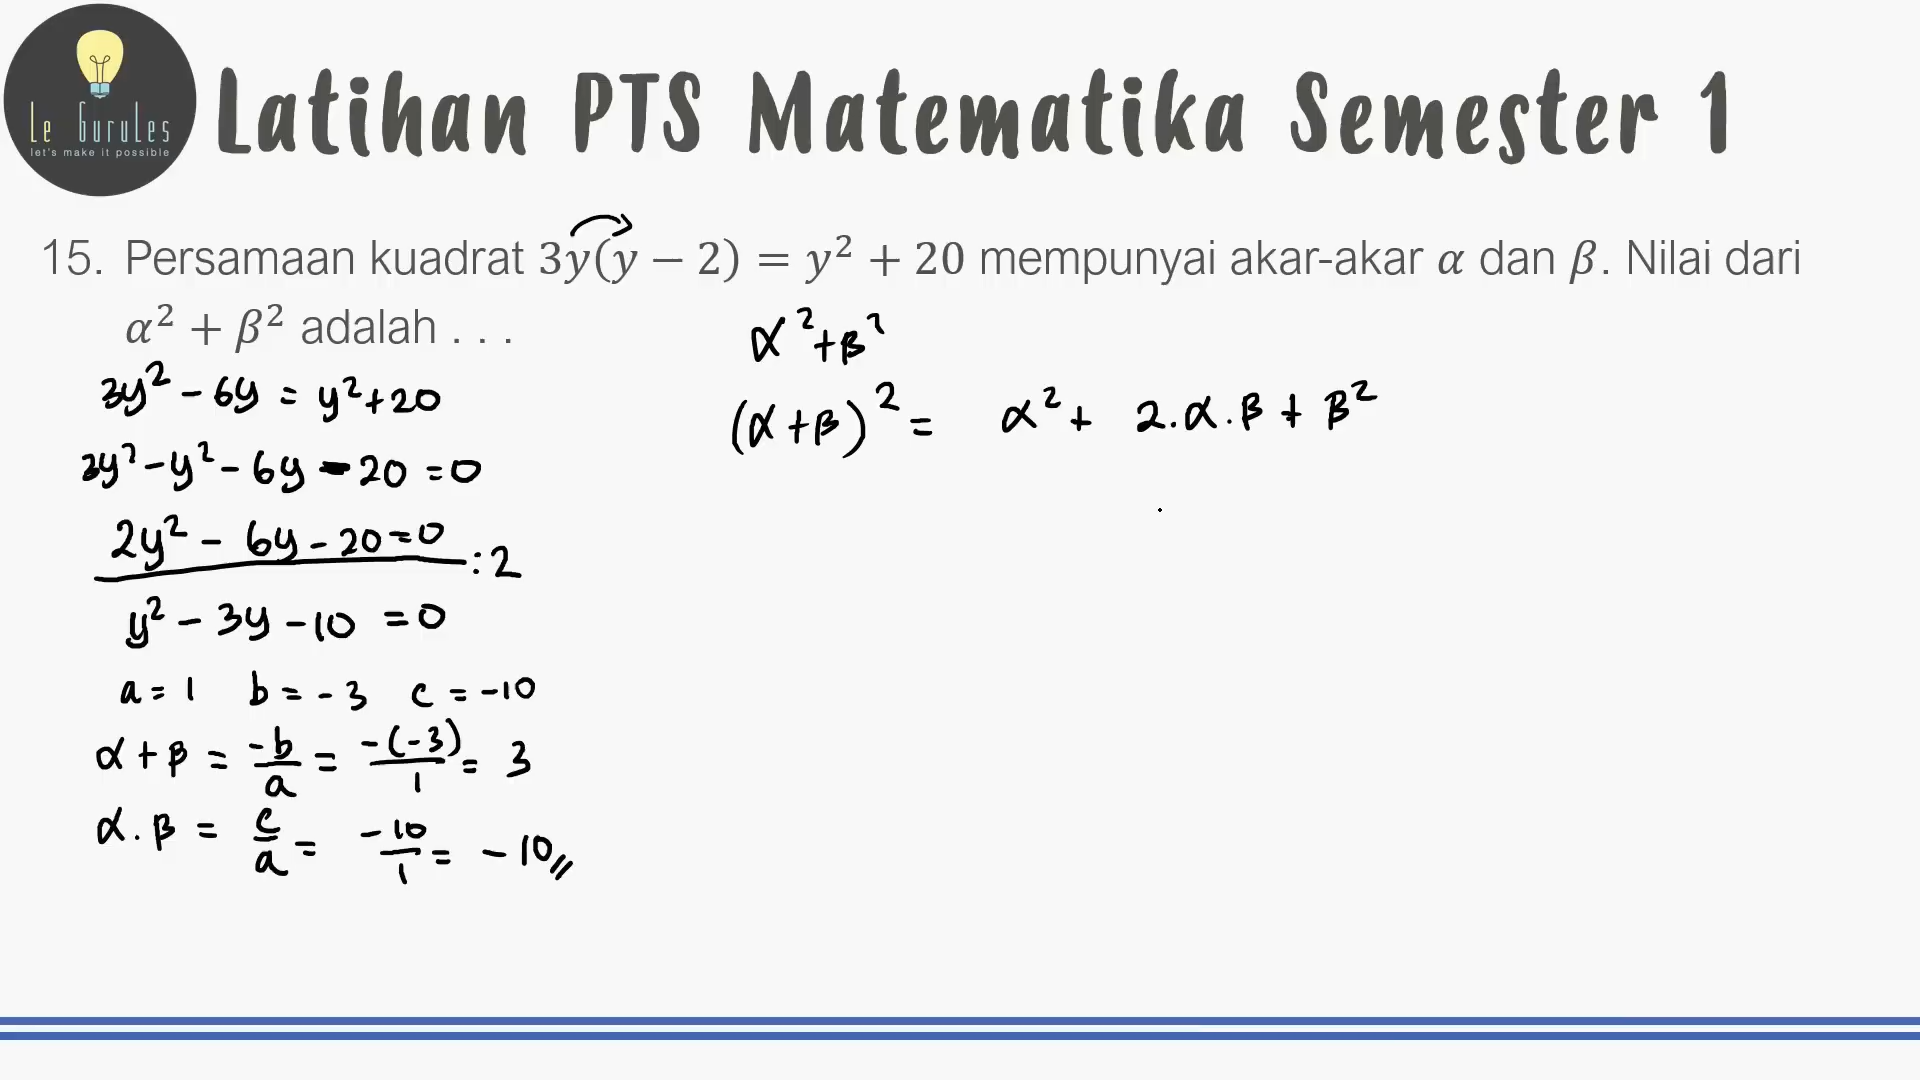 Le GuruLes
let's make it possible
Latihan PTS Matematika Semester 1
15. Persamaan kuadrat 3y(y − 2) = y² + 20 mempunyai akar-akar α dan β. Nilai dari
α² + β² adalah . . .
3y² - 6y = y² + 20
3y² - y² - 6y - 20 = 0
2y² - 6y - 20 = 0 : 2
y² - 3y - 10 = 0
a = 1 b = -3 c = -10
α + β = -b/a = -(-3)/1 = 3
α . β = c/a = -10/1 = -10//
α² + β²
(α + β)² = α² + 2.α.β + β²